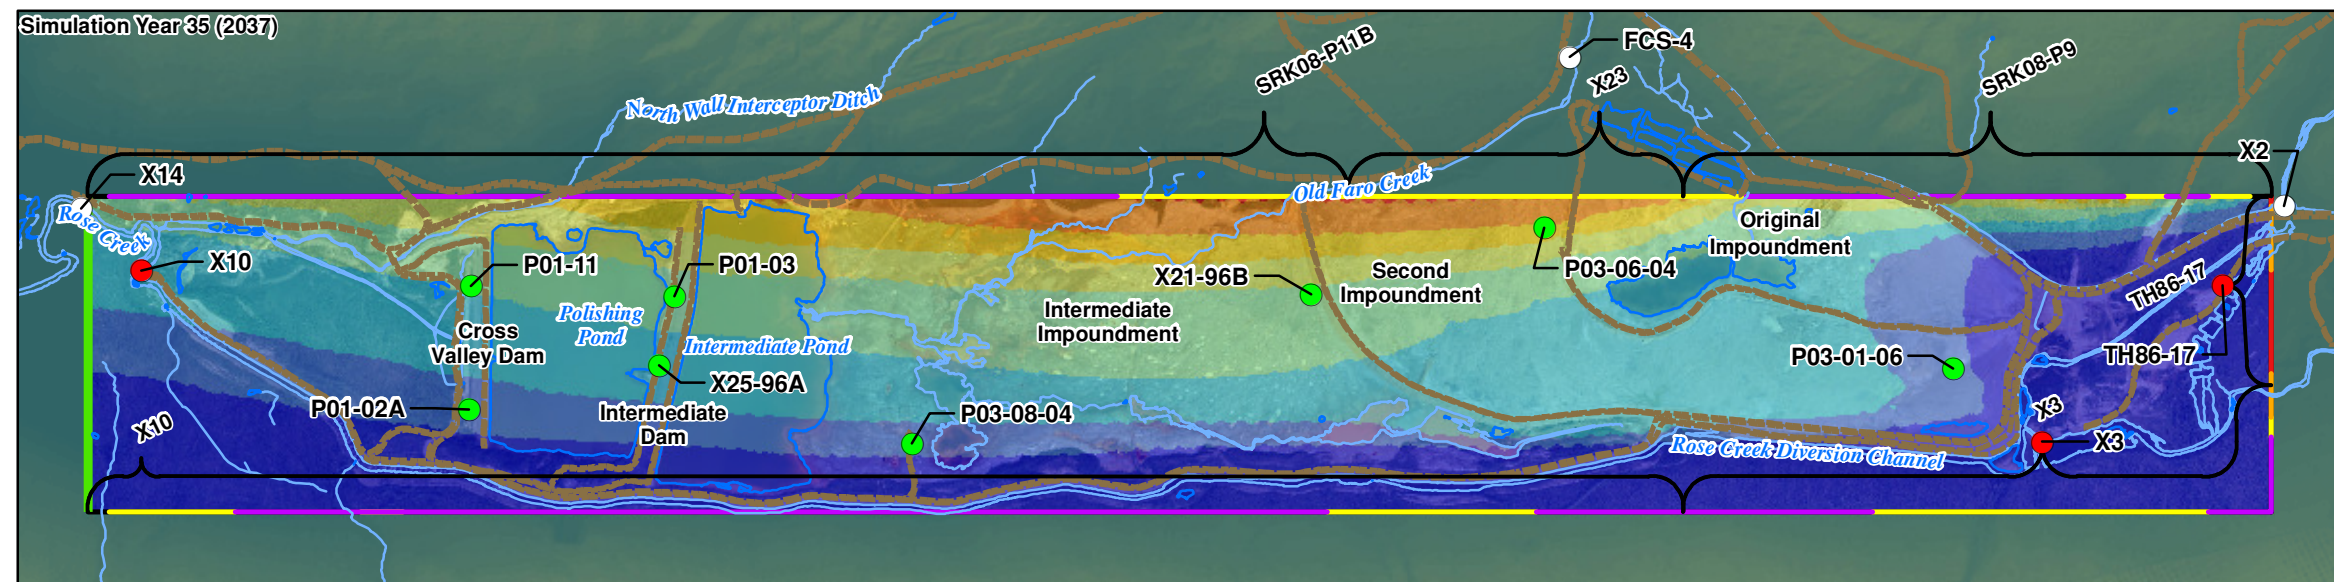 Simulation Year 35 (2037)
SRK08-P11B
FCS-4
X23
SRK08-P9
North Wall Interceptor Ditch
X2
X14
Old Faro Creek
Rose Creek
X10
P01-11
P01-03
X21-96B
Second
Impoundment
P03-06-04
Original
Impoundment
TH86-17
Polishing
Pond
Intermediate
Impoundment
Cross
Valley Dam
Intermediate Pond
TH86-17
P03-01-06
X25-96A
P01-02A
Intermediate
Dam
P03-08-04
X3
X10
X3
Rose Creek Diversion Channel